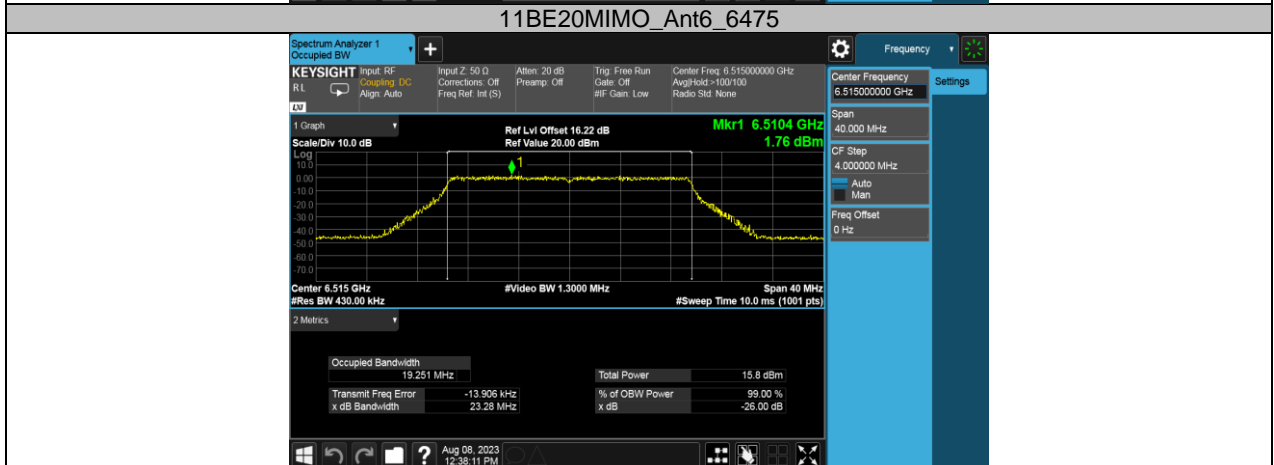 11BE20MIMO_Ant6_6475
Spectrum Analyzer 1
Occupied BW
+
Frequency
KEYSIGHT
R L
LXI
Input: RF
Coupling: DC
Align: Auto
Input Z: 50 Ω
Corrections: Off
Freq Ref: Int (S)
Atten: 20 dB
Preamp: Off
Trig: Free Run
Gate: Off
#IF Gain: Low
Center Freq: 6.515000000 GHz
Avg|Hold:>100/100
Radio Std: None
Center Frequency
6.515000000 GHz
Settings
Span
40.000 MHz
CF Step
4.000000 MHz
Auto
Man
Freq Offset
0 Hz
1 Graph
Scale/Div 10.0 dB
Ref Lvl Offset 16.22 dB
Ref Value 20.00 dBm
Mkr1 6.5104 GHz
1.76 dBm
Log
10.0
0.00
-10.0
-20.0
-30.0
-40.0
-50.0
-60.0
-70.0
1
Center 6.515 GHz
#Res BW 430.00 kHz
#Video BW 1.3000 MHz
Span 40 MHz
#Sweep Time 10.0 ms (1001 pts)
2 Metrics
Occupied Bandwidth
19.251 MHz
Transmit Freq Error -13.906 kHz
x dB Bandwidth 23.28 MHz
Total Power 15.8 dBm
% of OBW Power 99.00 %
x dB -26.00 dB
?
Aug 08, 2023
12:38:11 PM